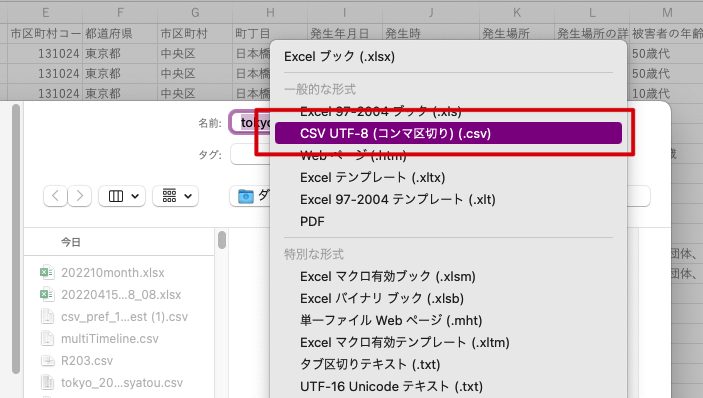 E F G H I J K L M
市区町村コー 都道府県 市区町村 町丁目 発生年月日 発生時 発生場所 発生場所の詳 被害者の年齢
131024 東京都 中央区 日本橋 50歳代
131024 東京都 中央区 日本橋 50歳代
131024 東京都 中央区 日本橋 10歳代
Excel ブック (.xlsx)
一般的な形式
Excel 97-2004 ブック (.xls)
CSV UTF-8 (コンマ区切り) (.csv)
Web ページ (.htm)
Excel テンプレート (.xltx)
Excel 97-2004 テンプレート (.xlt)
PDF
特別な形式
Excel マクロ有効ブック (.xlsm)
Excel バイナリ ブック (.xlsb)
単一ファイル Web ページ (.mht)
Excel マクロ有効テンプレート (.xltm)
タブ区切りテキスト (.txt)
UTF-16 Unicode テキスト (.txt)
名前: tokyo
タグ:
ダ
今日
202210month.xlsx
20220415...8_08.xlsx
csv_pref_1...est (1).csv
multiTimeline.csv
R203.csv
tokyo_20...syatou.csv
団体、
団体、